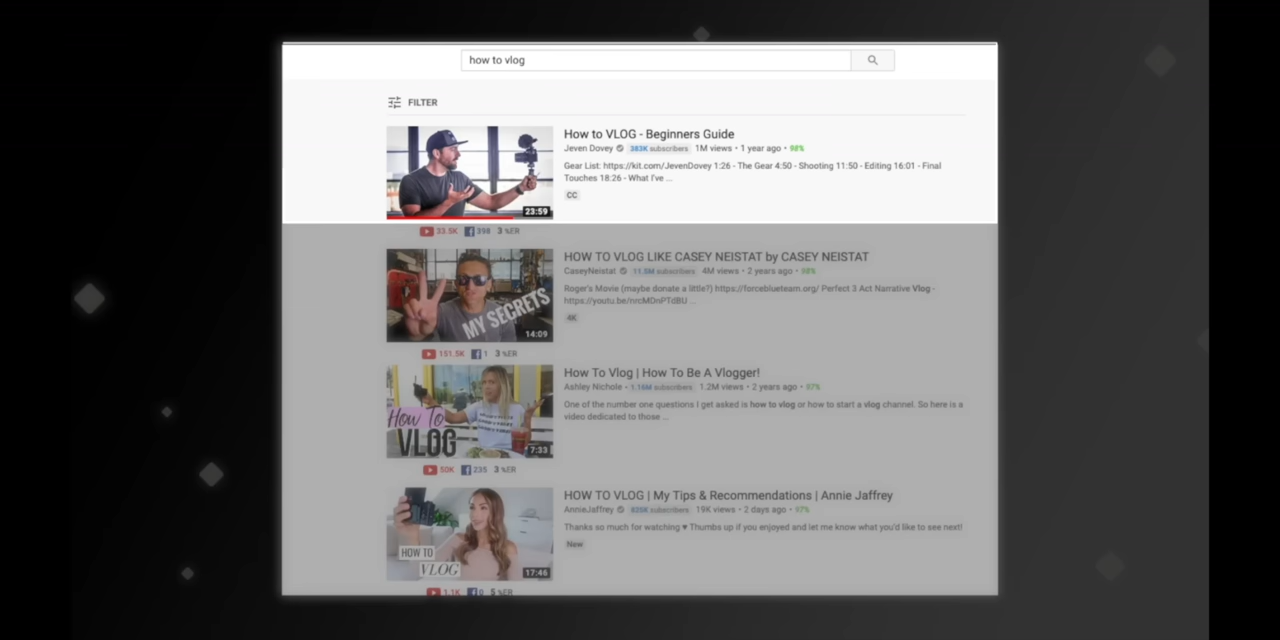 how to vlog
FILTER
How to VLOG - Beginners Guide
Jeven Dovey 383K subscribers 1M views • 1 year ago • 98%
Gear List: https://kit.com/JevenDovey 1:26 - The Gear 4:50 - Shooting 11:50 - Editing 16:01 - Final
Touches 18:26 - What I've ...
CC
23:59
33.5K 398 3 %ER
HOW TO VLOG LIKE CASEY NEISTAT by CASEY NEISTAT
CaseyNeistat 11.5M subscribers 4M views • 2 years ago • 98%
Roger's Movie (maybe donate a little?) https://forceblueteam.org/ Perfect 3 Act Narrative Vlog -
https://youtu.be/nrcMDnPTdBU ...
4K
MY SECRETS
14:09
151.5K 1 3 %ER
How To Vlog | How To Be A Vlogger!
Ashley Nichole • 1.16M subscribers 1.2M views • 2 years ago • 97%
One of the number one questions I get asked is how to vlog or how to start a vlog channel. So here is a
video dedicated to those ...
How To
VLOG
7:33
50K 235 3 %ER
HOW TO VLOG | My Tips & Recommendations | Annie Jaffrey
AnnieJaffrey 635K subscribers 19K views • 2 days ago • 97%
Thanks so much for watching ♥ Thumbs up if you enjoyed and let me know what you'd like to see next!
New
HOW TO
VLOG
17:46
1.1K 0 5 %ER